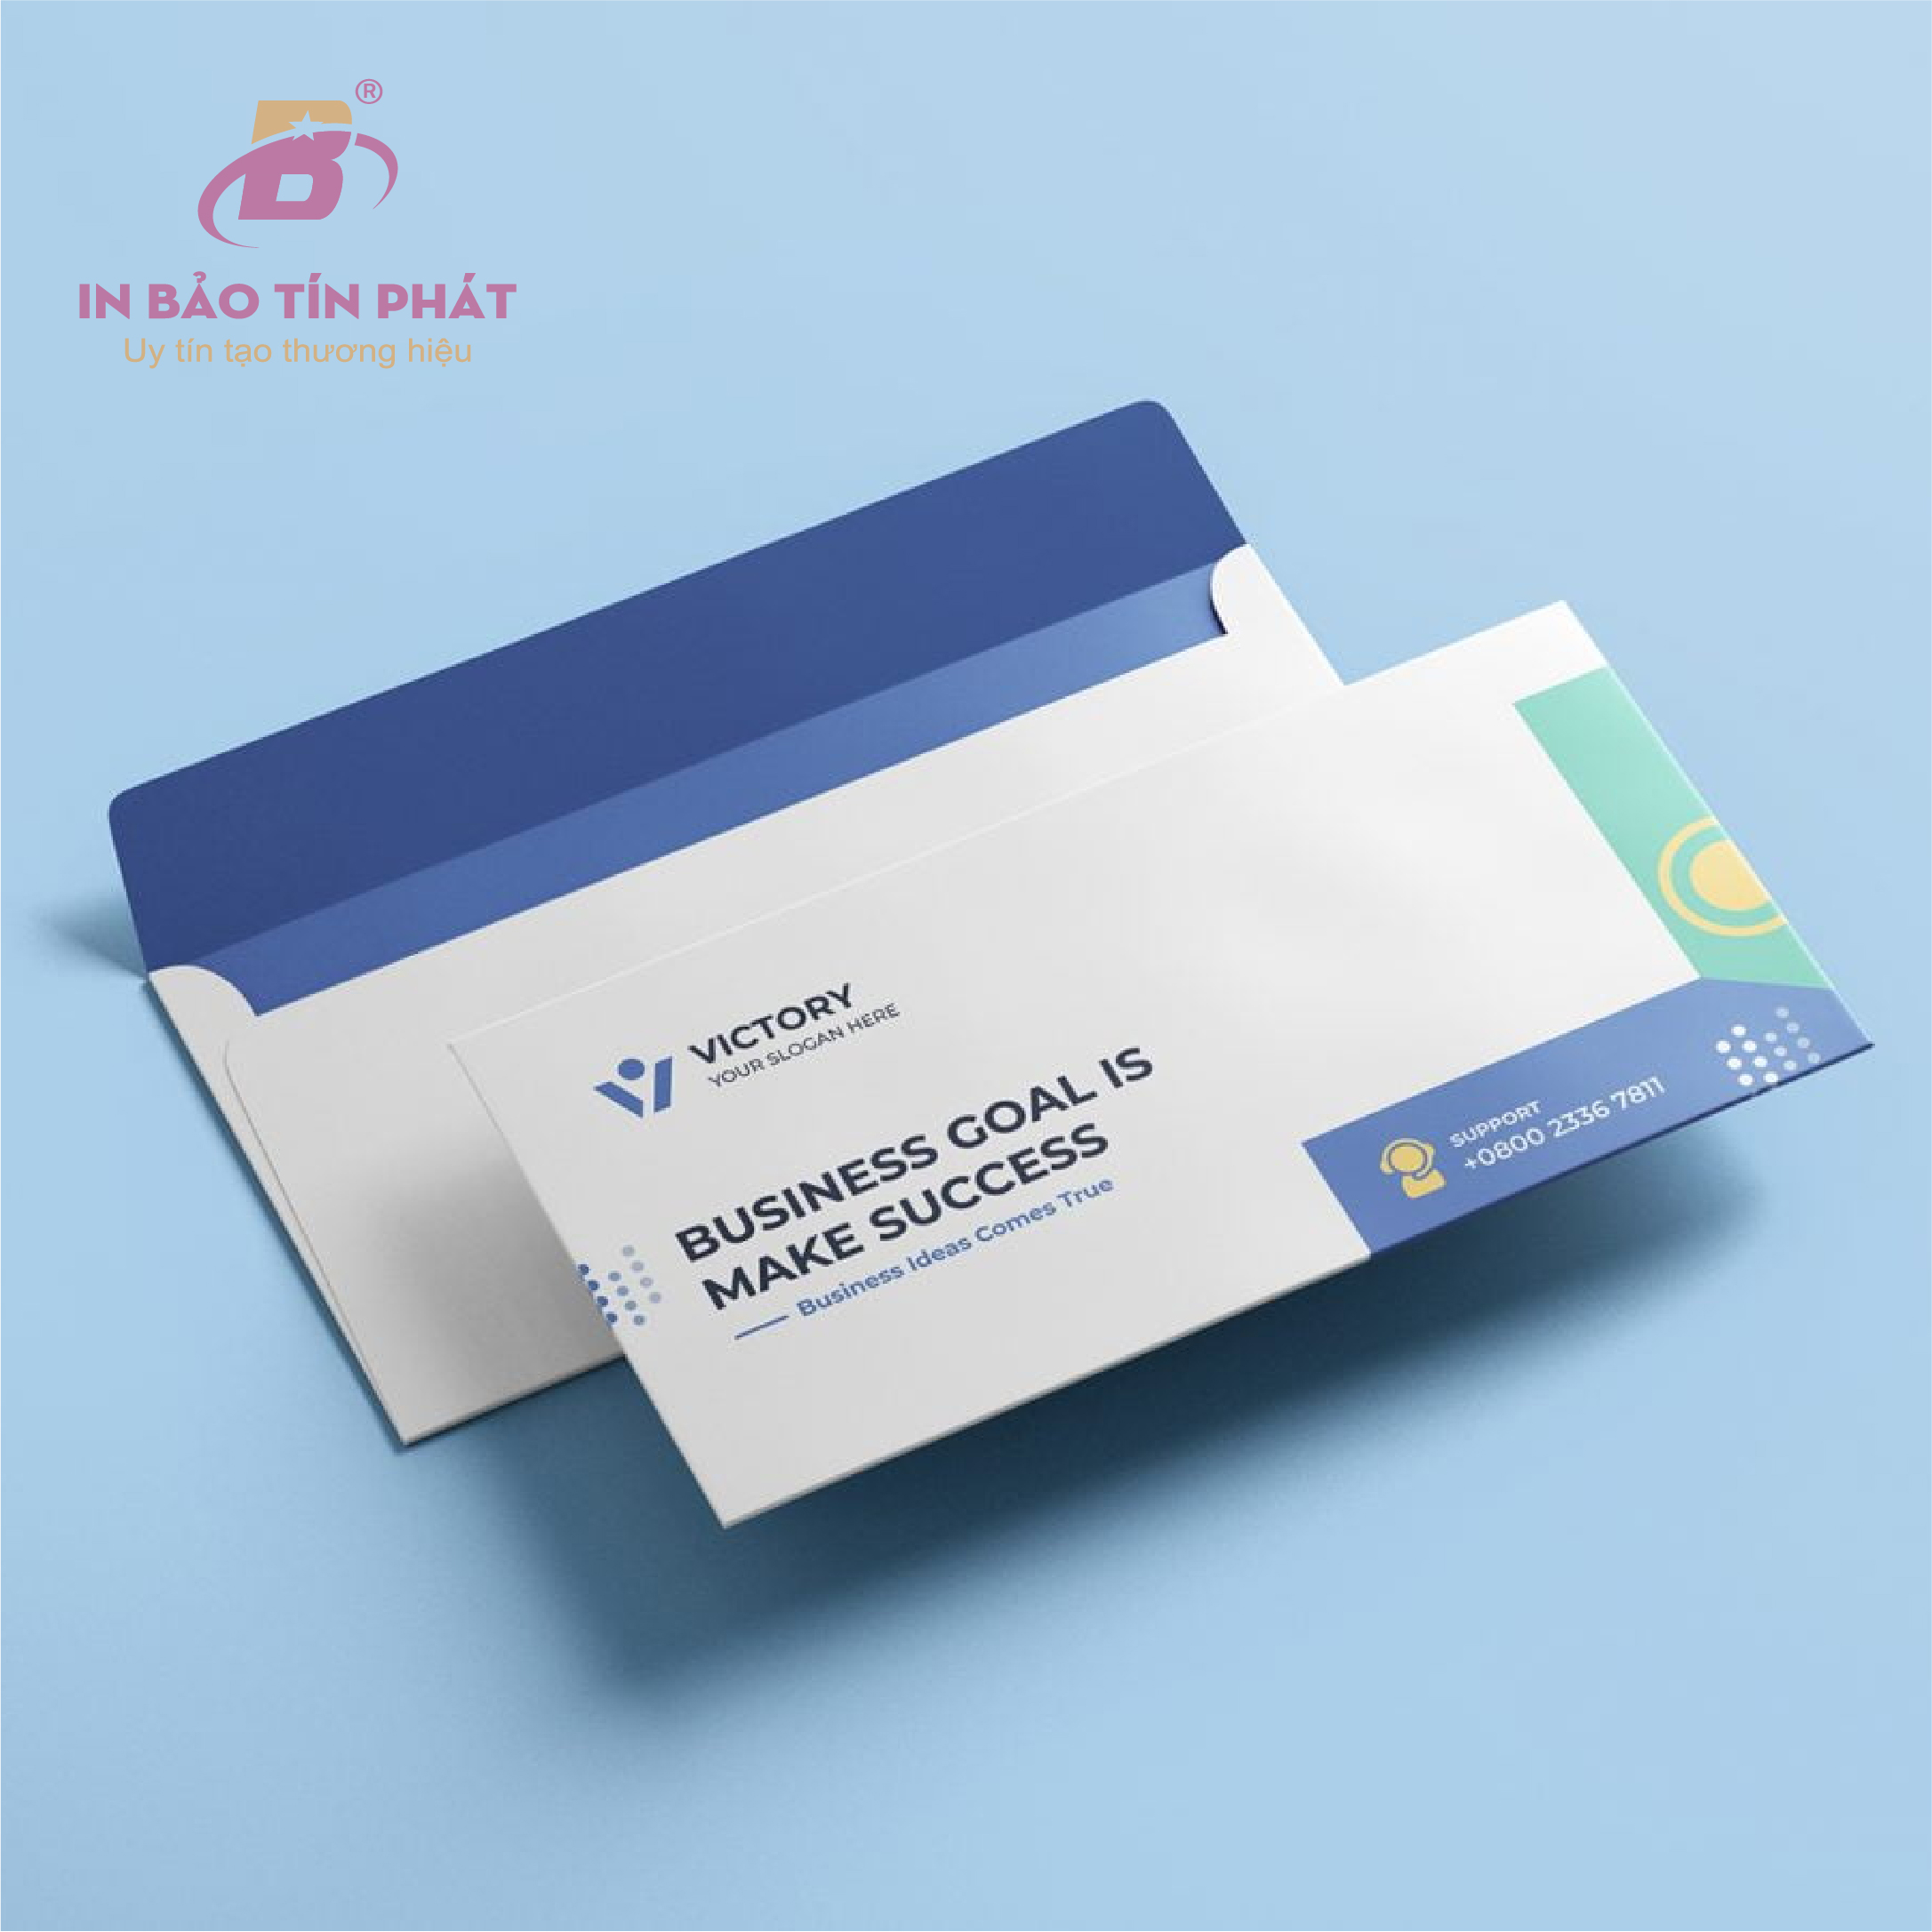 ®
IN BẢO TÍN PHÁT
Uy tín tạo thương hiệu
VICTORY
YOUR SLOGAN HERE
BUSINESS GOAL IS
MAKE SUCCESS
Business Ideas Comes True
SUPPORT
+0800 2336 7811